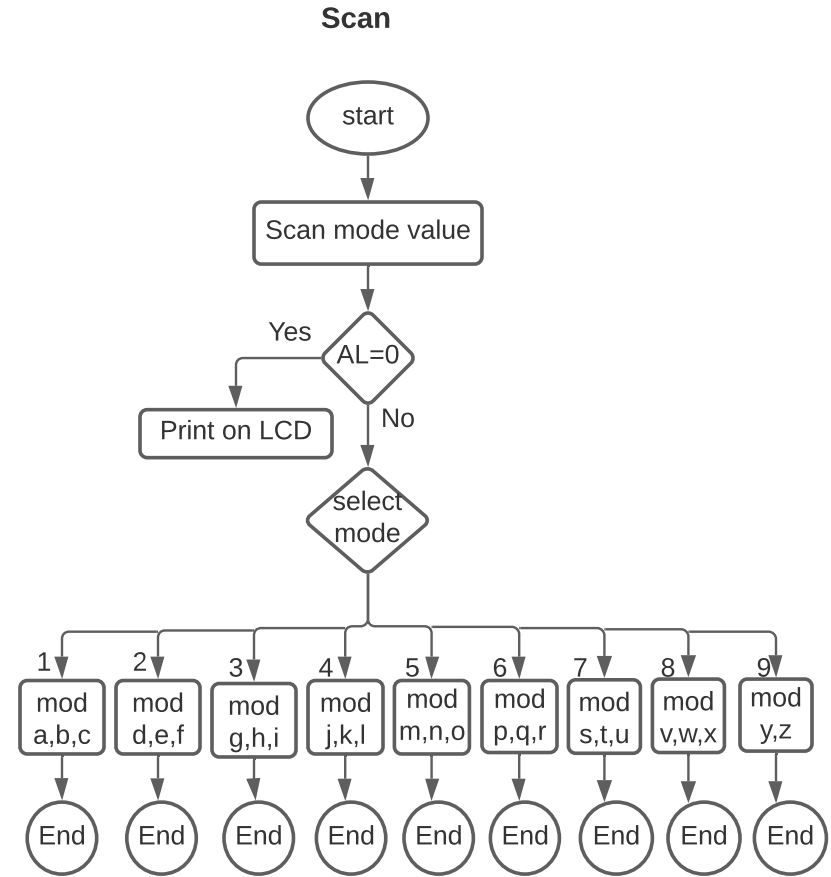 Scan
start
Scan mode value
Yes
AL=0
No
Print on LCD
select
mode
1
mod
a,b,c
2
mod
d,e,f
3
mod
g,h,i
4
mod
j,k,l
5
mod
m,n,o
6
mod
p,q,r
7
mod
s,t,u
8
mod
v,w,x
9
mod
y,z
End
End
End
End
End
End
End
End
End